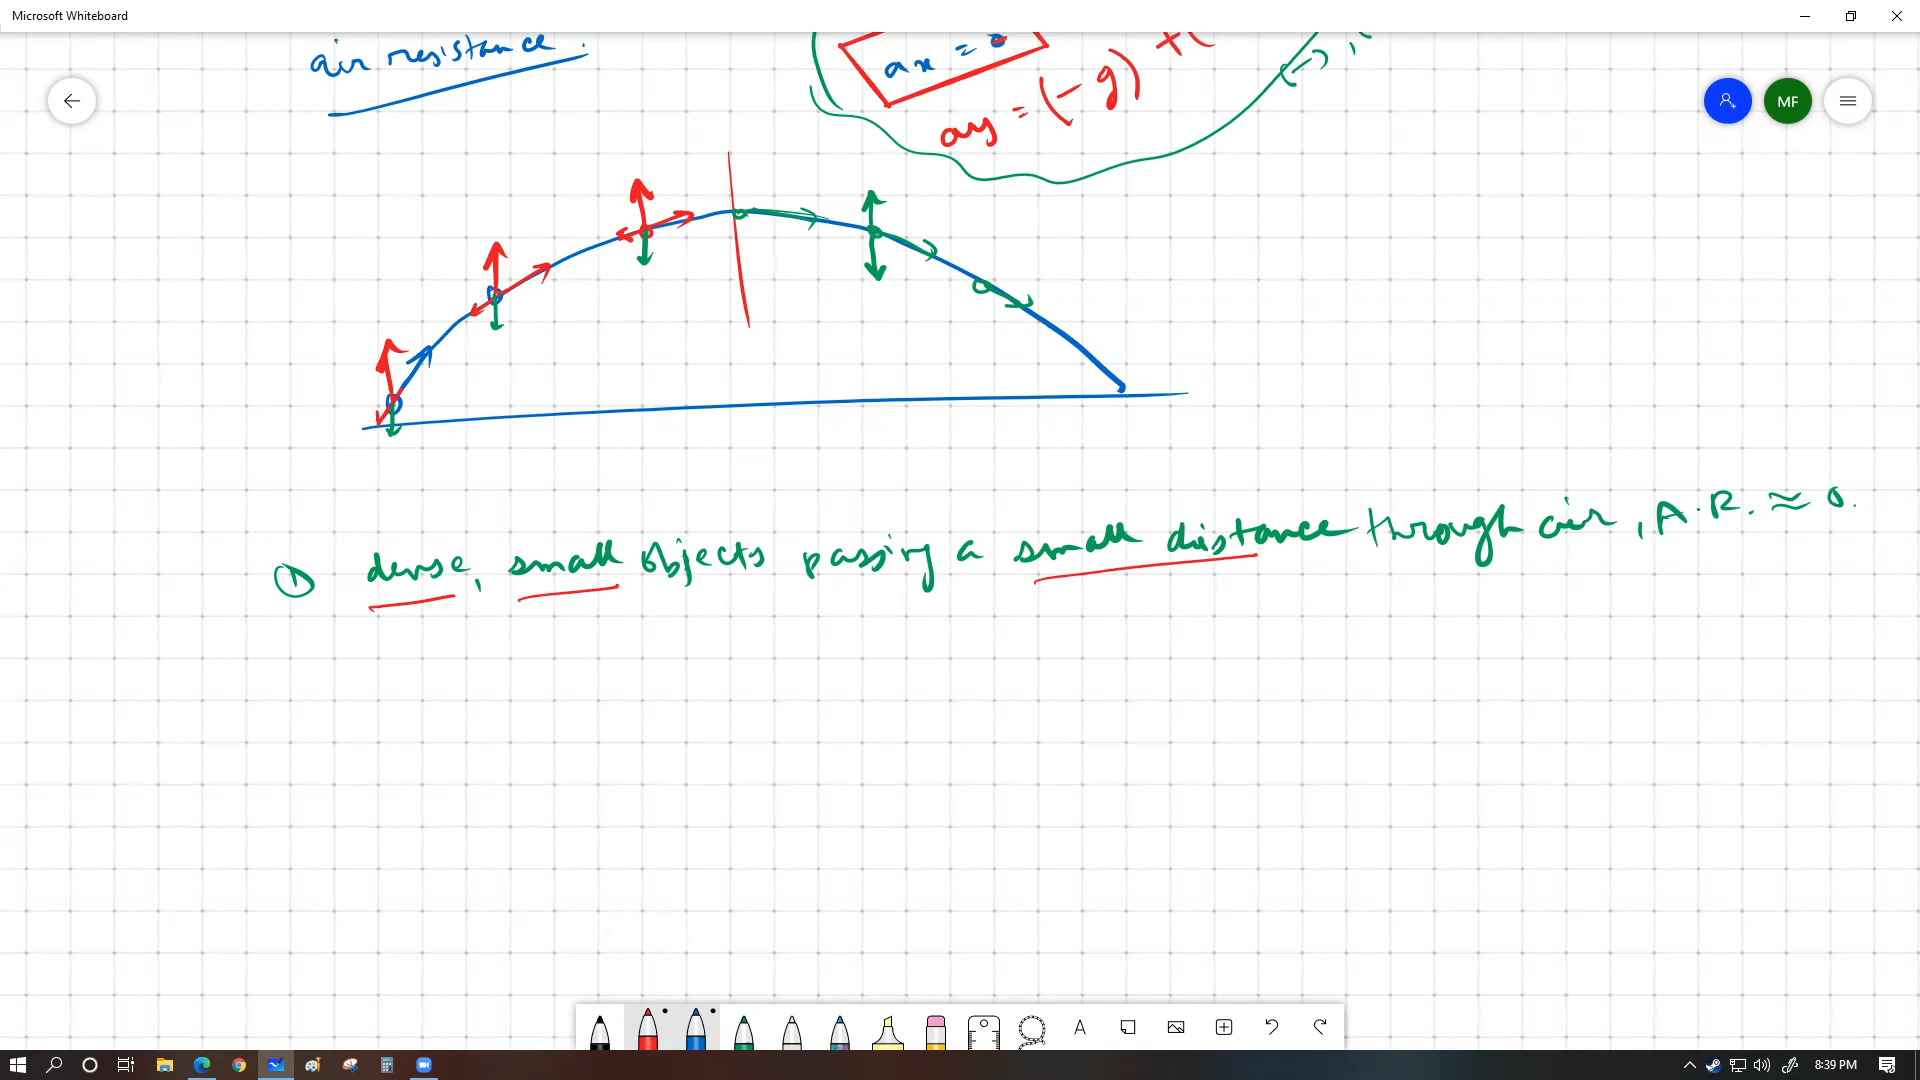 Microsoft Whiteboard
air resistance.
ax = 0
ay = (-g) +(
(-)
MF
① dense, small objects passing a small distance through air, A.R. ≈ 0.
A
8:39 PM